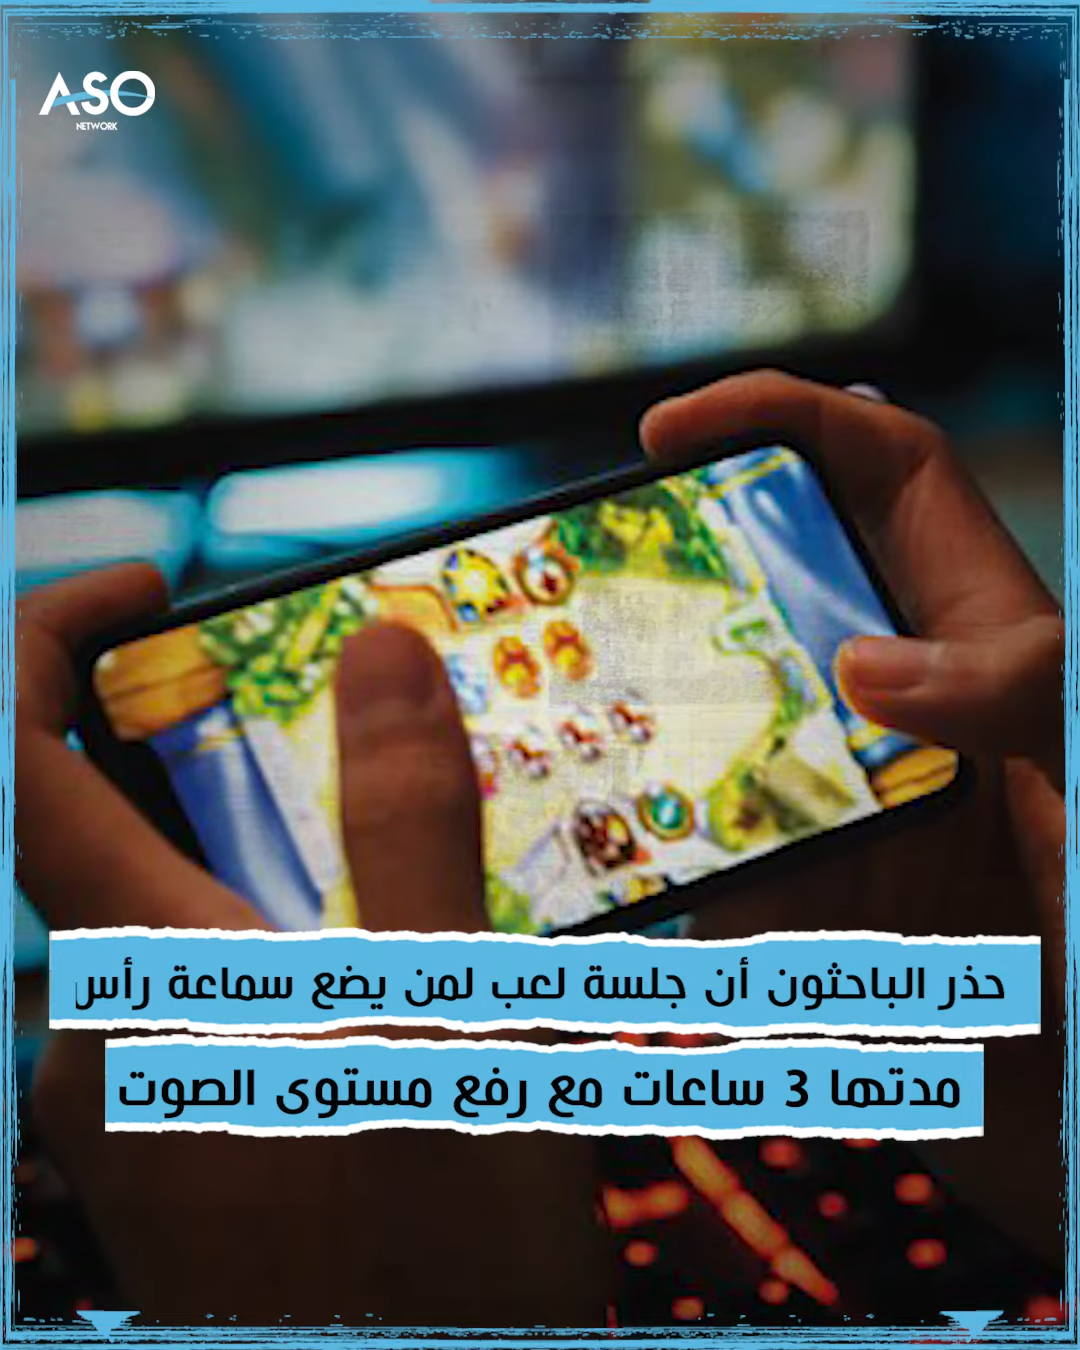 ASO
NETWORK
حذر الباحثون أن جلسة لعب لمن يضع سماعة رأس
مدتها 3 ساعات مع رفع مستوى الصوت